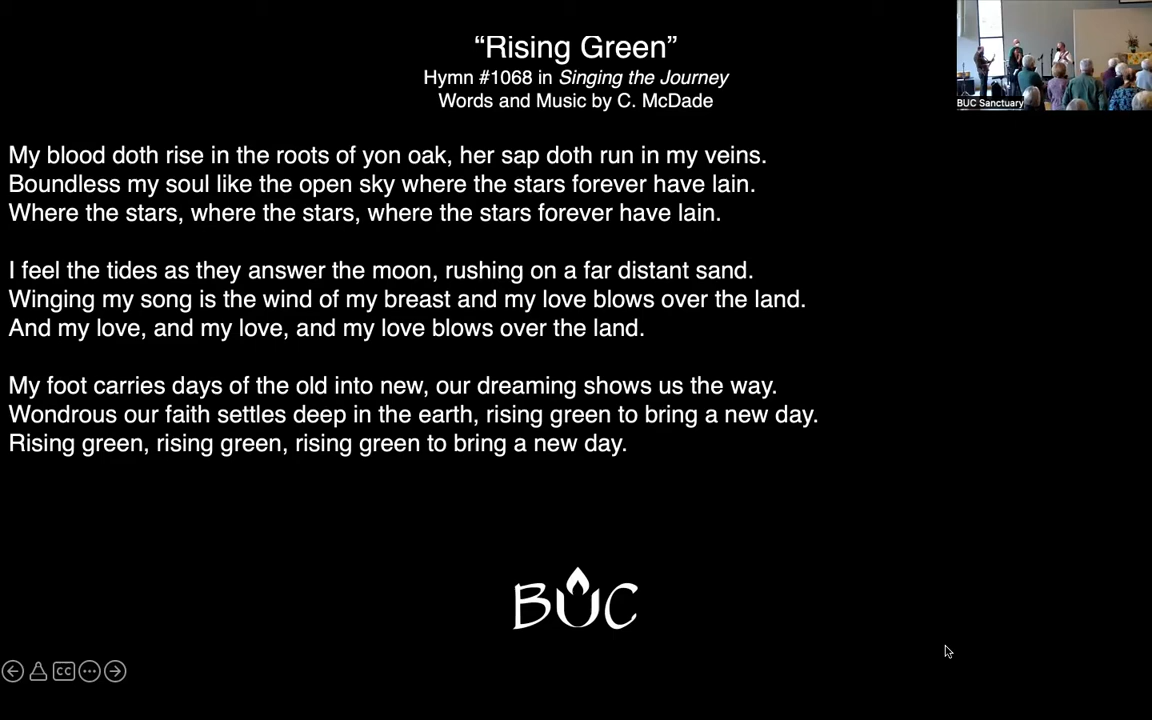 “Rising Green”
Hymn #1068 in Singing the Journey
Words and Music by C. McDade
BUC Sanctuary
My blood doth rise in the roots of yon oak, her sap doth run in my veins.
Boundless my soul like the open sky where the stars forever have lain.
Where the stars, where the stars, where the stars forever have lain.
I feel the tides as they answer the moon, rushing on a far distant sand.
Winging my song is the wind of my breast and my love blows over the land.
And my love, and my love, and my love blows over the land.
My foot carries days of the old into new, our dreaming shows us the way.
Wondrous our faith settles deep in the earth, rising green to bring a new day.
Rising green, rising green, rising green to bring a new day.
BUC
CC